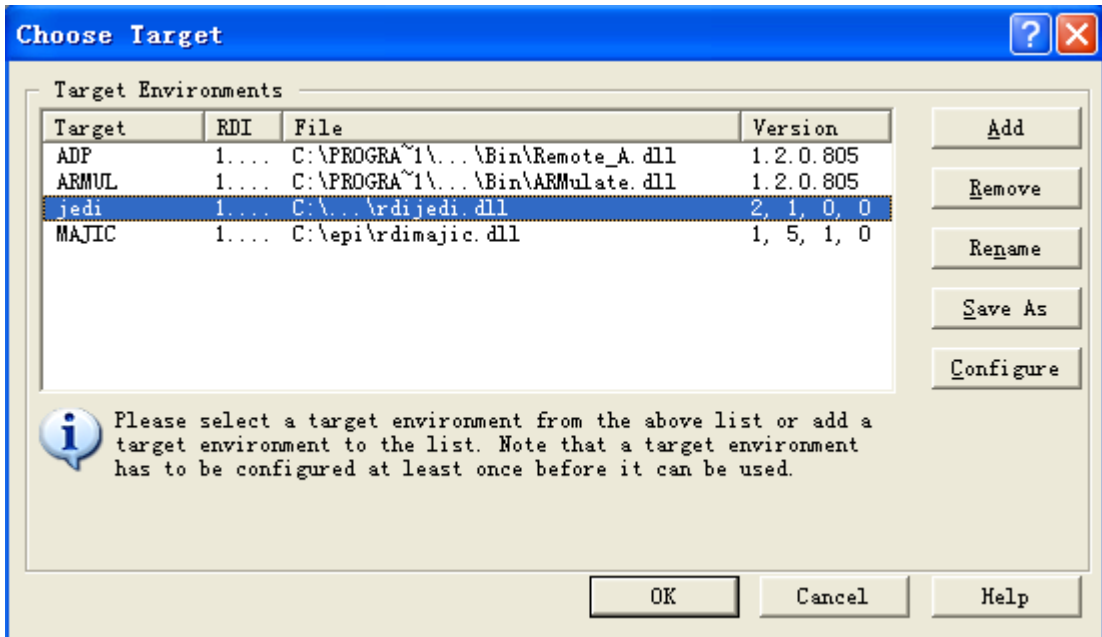 Choose Target
Target Environments
Target RDI File Version
ADP 1.... C:\PROGRA~1\...\Bin\Remote_A.dll 1.2.0.805
ARMUL 1.... C:\PROGRA~1\...\Bin\ARMulate.dll 1.2.0.805
jedi 1.... C:\...\rdijedi.dll 2, 1, 0, 0
MAJIC 1.... C:\epi\rdimajic.dll 1, 5, 1, 0
Add
Remove
Rename
Save As
Configure
Please select a target environment from the above list or add a
target environment to the list. Note that a target environment
has to be configured at least once before it can be used.
OK Cancel Help